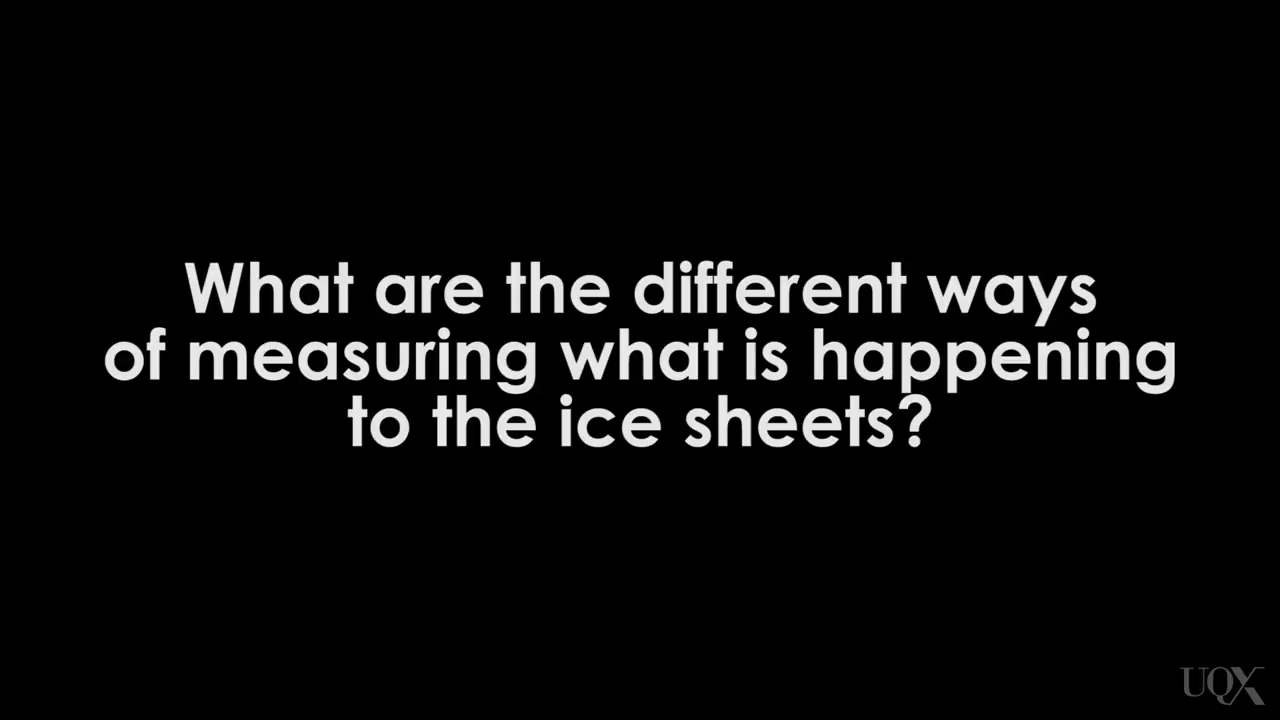 What are the different ways
of measuring what is happening
to the ice sheets?
UQX